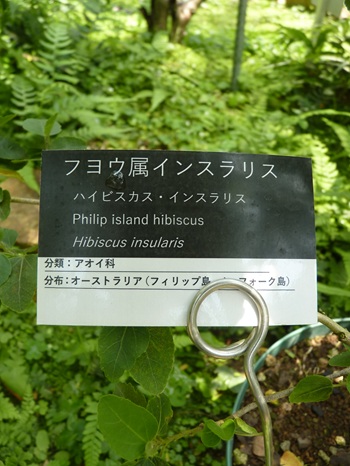 フヨウ属インスラリス
ハイビスカス・インスラリス
Philip island hibiscus
Hibiscus insularis
分類：アオイ科
分布：オーストラリア（フィリップ島 フォーク島）